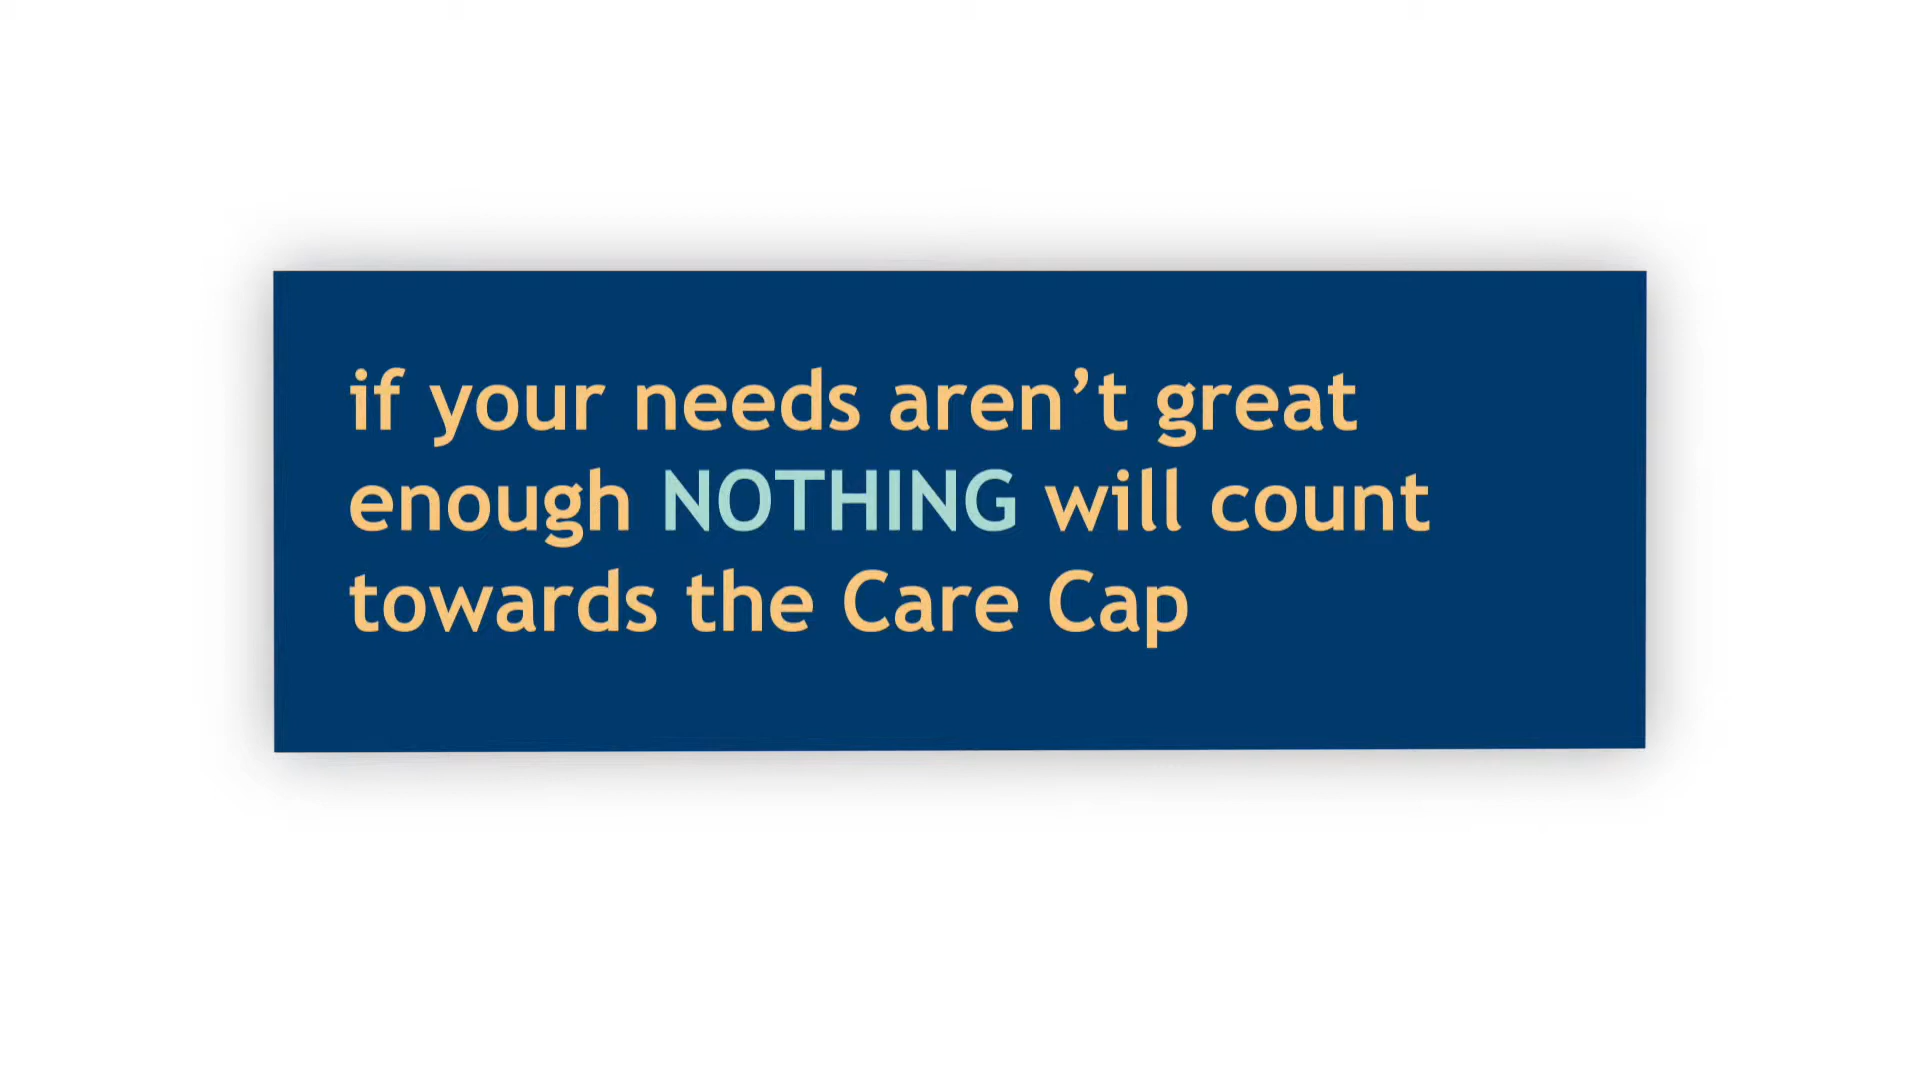 if your needs aren’t great
enough NOTHING will count
towards the Care Cap